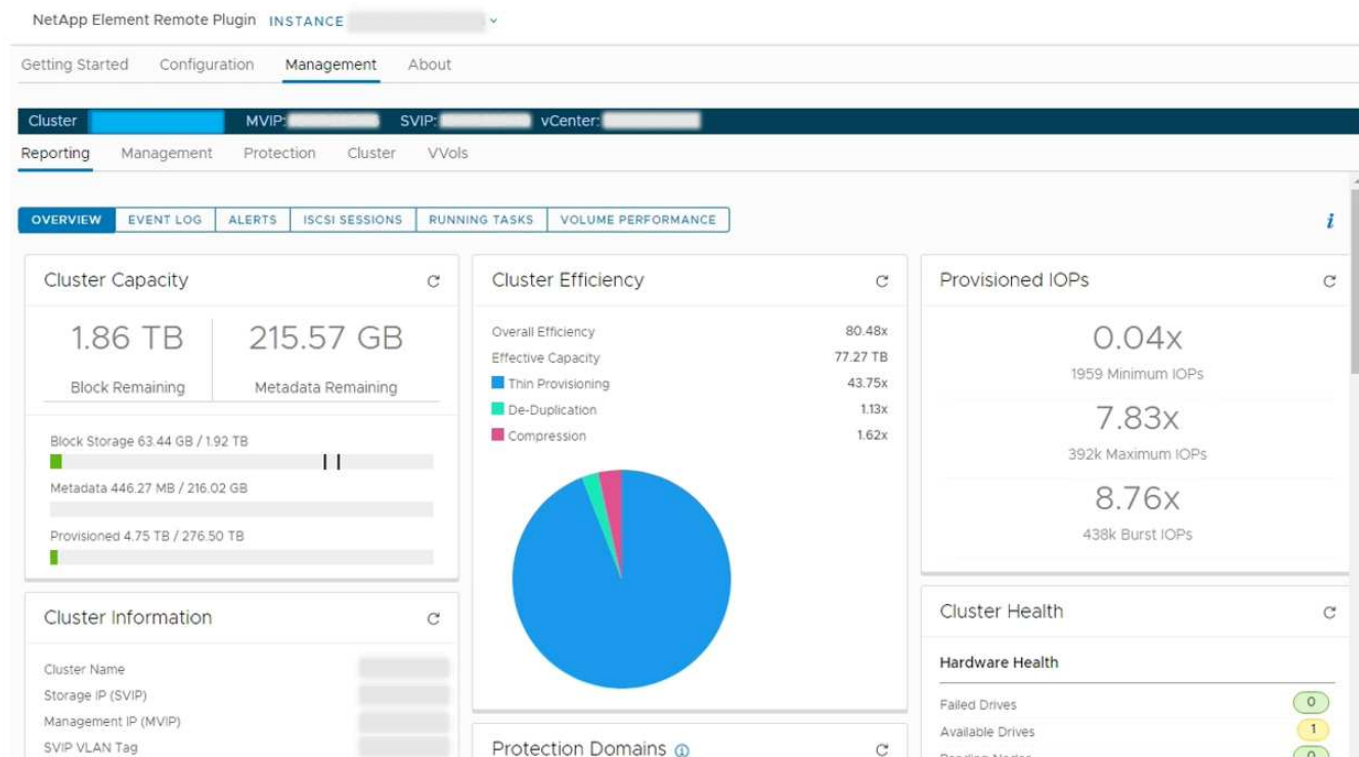 NetApp Element Remote Plugin INSTANCE
Getting Started Configuration Management About
Cluster MVIP: SVIP: vCenter:
Reporting Management Protection Cluster VVols
OVERVIEW EVENT LOG ALERTS ISCSI SESSIONS RUNNING TASKS VOLUME PERFORMANCE
i
Cluster Capacity
1.86 TB 215.57 GB
Block Remaining Metadata Remaining
Block Storage 63.44 GB / 1.92 TB
Metadata 446.27 MB / 216.02 GB
Provisioned 4.75 TB / 276.50 TB
Cluster Efficiency
Overall Efficiency 80.48x
Effective Capacity 77.27 TB
Thin Provisioning 43.75x
De-Duplication 1.13x
Compression 1.62x
Provisioned IOPs
0.04x
1959 Minimum IOPs
7.83x
392k Maximum IOPs
8.76x
438k Burst IOPs
Cluster Information
Cluster Name
Storage IP (SVIP)
Management IP (MVIP)
SVIP VLAN Tag
Protection Domains
Cluster Health
Hardware Health
Failed Drives 0
Available Drives 1